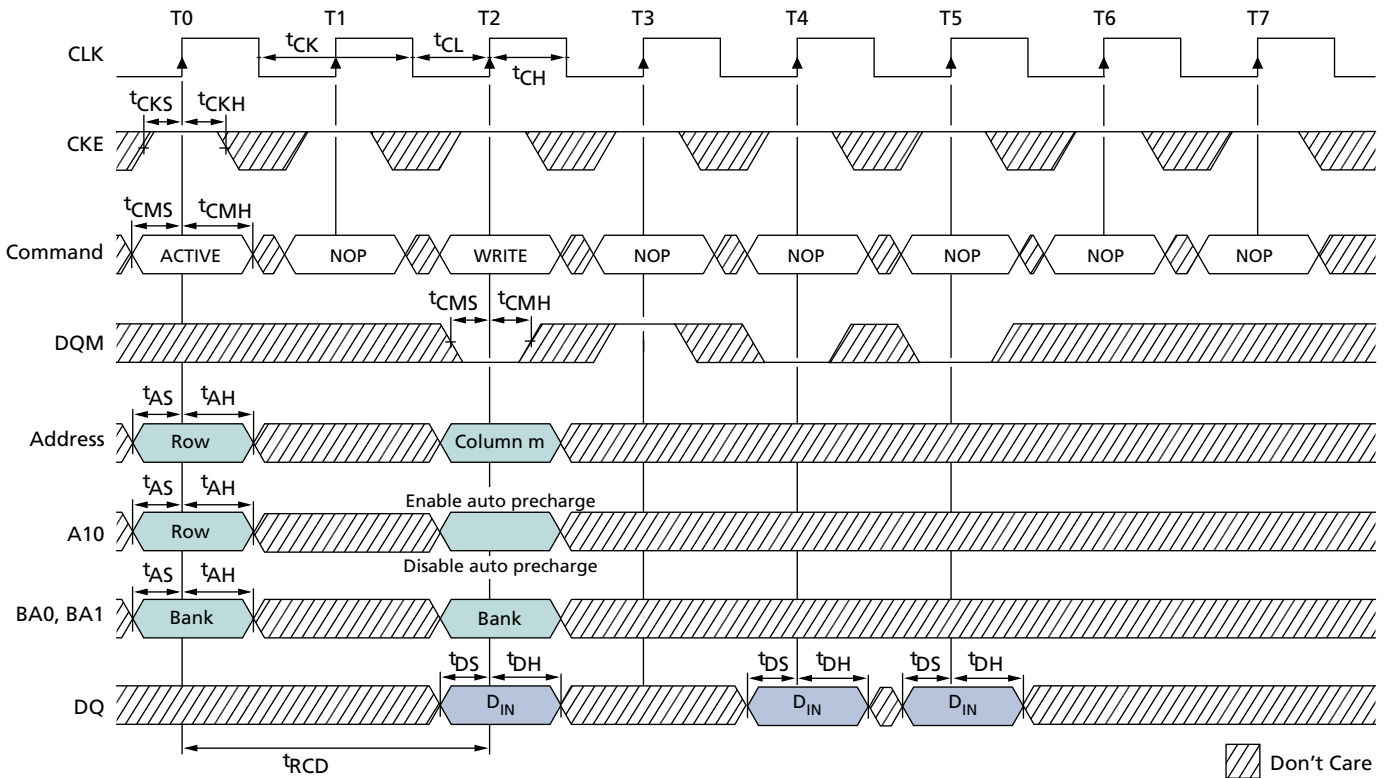 T0 T1 T2 T3 T4 T5 T6 T7
CLK
tCK tCL
tCH
tCKS tCKH
CKE
tCMS tCMH
Command ACTIVE NOP WRITE NOP NOP NOP NOP NOP
tCMS tCMH
DQM
tAS tAH
Address Row Column m
tAS tAH Enable auto precharge
A10 Row
Disable auto precharge
tAS tAH
BA0, BA1 Bank Bank
tDS tDH tDS tDH tDS tDH
DQ DIN DIN DIN
tRCD
Don't Care